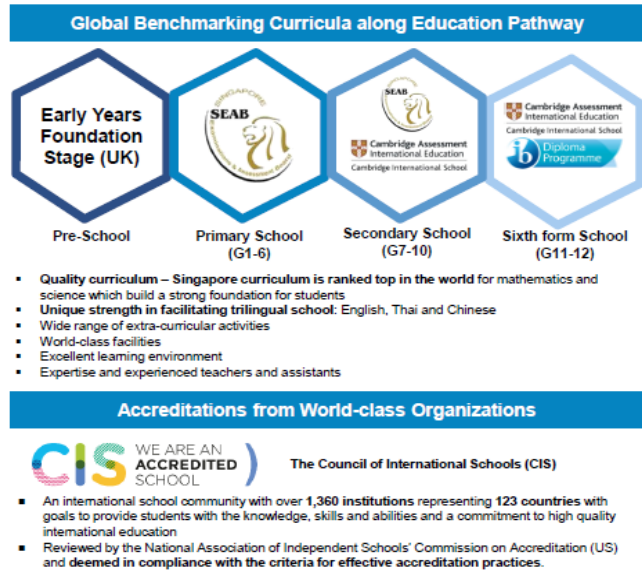 Global Benchmarking Curricula along Education Pathway
Early Years
Foundation
Stage (UK)
SINGAPORE
SEAB
EXAMINATIONS & ASSESSMENT BOARD
SEAB
Cambridge Assessment
International Education
Cambridge International School
Cambridge Assessment
International Education
Cambridge International School
ib Diploma
Programme
Pre-School
Primary School
(G1-6)
Secondary School
(G7-10)
Sixth form School
(G11-12)
▪ Quality curriculum – Singapore curriculum is ranked top in the world for mathematics and
science which build a strong foundation for students
▪ Unique strength in facilitating trilingual school: English, Thai and Chinese
▪ Wide range of extra-curricular activities
▪ World-class facilities
▪ Excellent learning environment
▪ Expertise and experienced teachers and assistants
Accreditations from World-class Organizations
CIS
WE ARE AN
ACCREDITED
SCHOOL
The Council of International Schools (CIS)
▪ An international school community with over 1,360 institutions representing 123 countries with
goals to provide students with the knowledge, skills and abilities and a commitment to high quality
international education
▪ Reviewed by the National Association of Independent Schools' Commission on Accreditation (US)
and deemed in compliance with the criteria for effective accreditation practices.